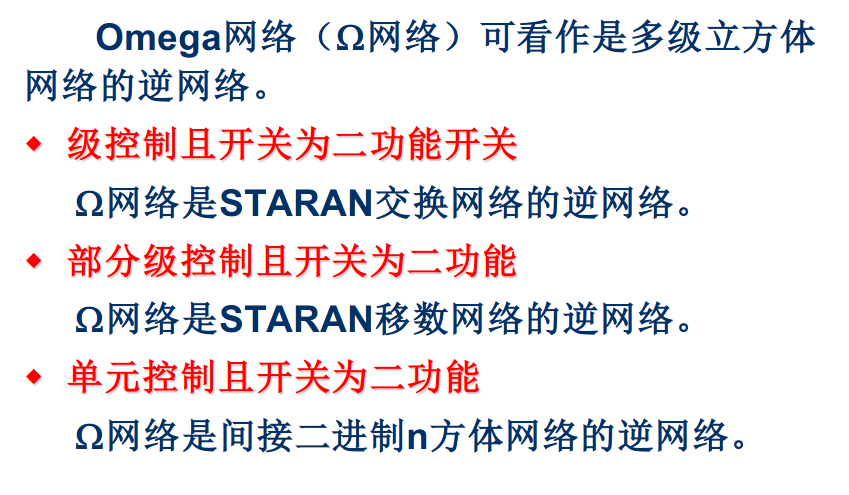 Omega网络（Ω网络）可看作是多级立方体
网络的逆网络。
◆ 级控制且开关为二功能开关
Ω网络是STARAN交换网络的逆网络。
◆ 部分级控制且开关为二功能
Ω网络是STARAN移数网络的逆网络。
◆ 单元控制且开关为二功能
Ω网络是间接二进制n方体网络的逆网络。